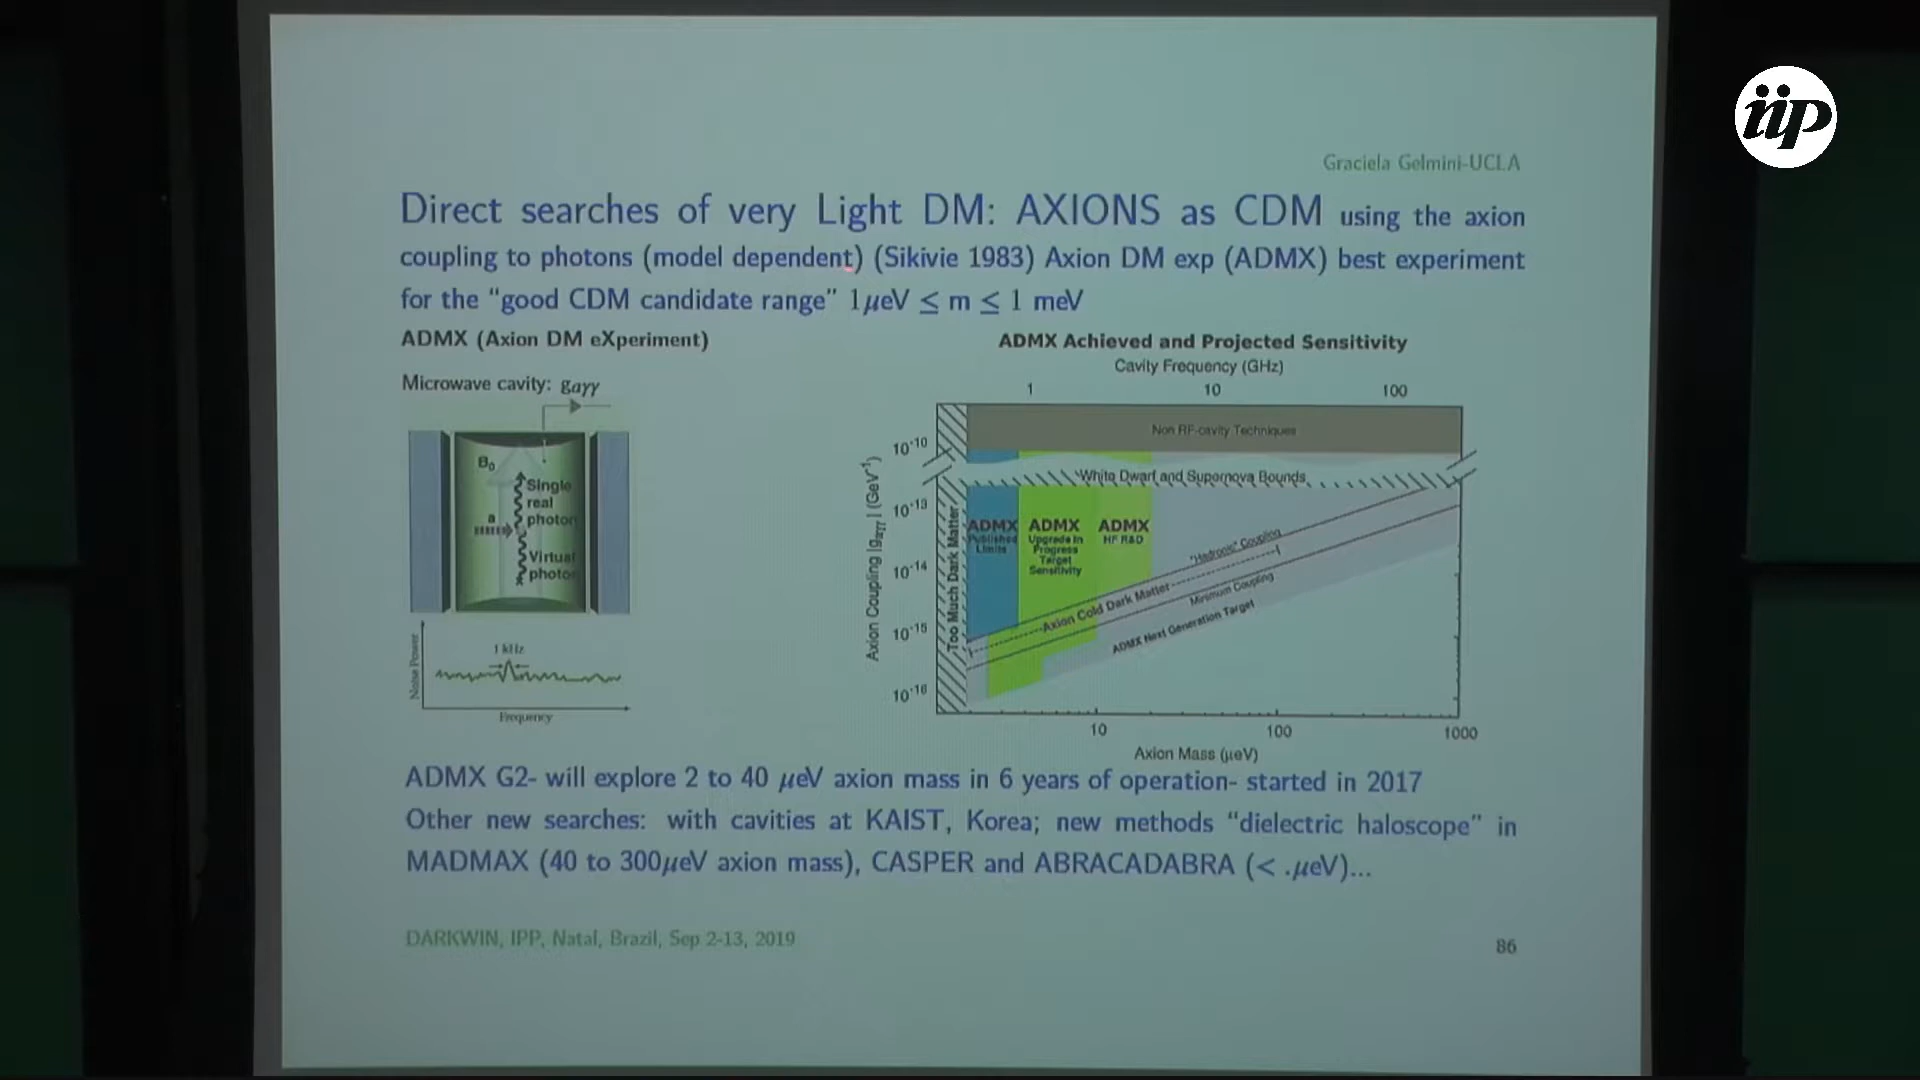 iip
Graciela Gelmini-UCLA
Direct searches of very Light DM: AXIONS as CDM using the axion
coupling to photons (model dependent) (Sikivie 1983) Axion DM exp (ADMX) best experiment
for the “good CDM candidate range” 1μeV ≤ m ≤ 1 meV
ADMX (Axion DM eXperiment)
Microwave cavity: gaγγ
B0
Single
real
photon
a
Virtual
photon
Noise Power
1 kHz
Frequency
ADMX Achieved and Projected Sensitivity
Cavity Frequency (GHz)
1 10 100
Non RF-cavity Techniques
White Dwarf and Supernova Bounds
Axion Coupling |gaγγ| (GeV-1)
10-10
10-13
10-14
10-15
10-16
Too Much Dark Matter
ADMX
Published
Limits
ADMX
Upgrade in
Progress
Target
Sensitivity
ADMX
HF R&D
"Hadronic" Coupling
Axion Cold Dark Matter
Minimum Coupling
ADMX Next Generation Target
10 100 1000
Axion Mass (μeV)
ADMX G2- will explore 2 to 40 μeV axion mass in 6 years of operation- started in 2017
Other new searches: with cavities at KAIST, Korea; new methods “dielectric haloscope” in
MADMAX (40 to 300μeV axion mass), CASPER and ABRACADABRA (< .μeV)...
DARKWIN, IPP, Natal, Brazil, Sep 2-13, 2019
86